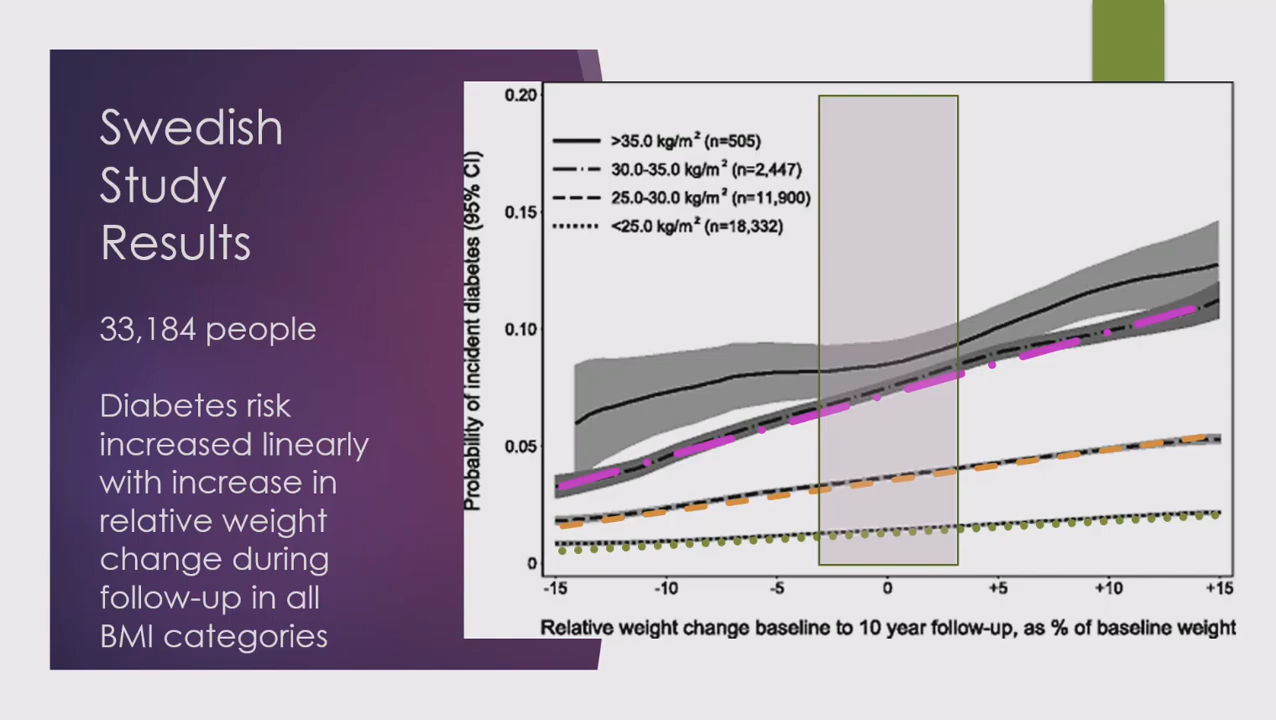 Swedish
Study
Results
33,184 people
Diabetes risk
increased linearly
with increase in
relative weight
change during
follow-up in all
BMI categories
Probability of incident diabetes (95% CI)
0.20
0.15
0.10
0.05
0
>35.0 kg/m² (n=505)
30.0-35.0 kg/m² (n=2,447)
25.0-30.0 kg/m² (n=11,900)
<25.0 kg/m² (n=18,332)
-15 -10 -5 0 +5 +10 +15
Relative weight change baseline to 10 year follow-up, as % of baseline weight